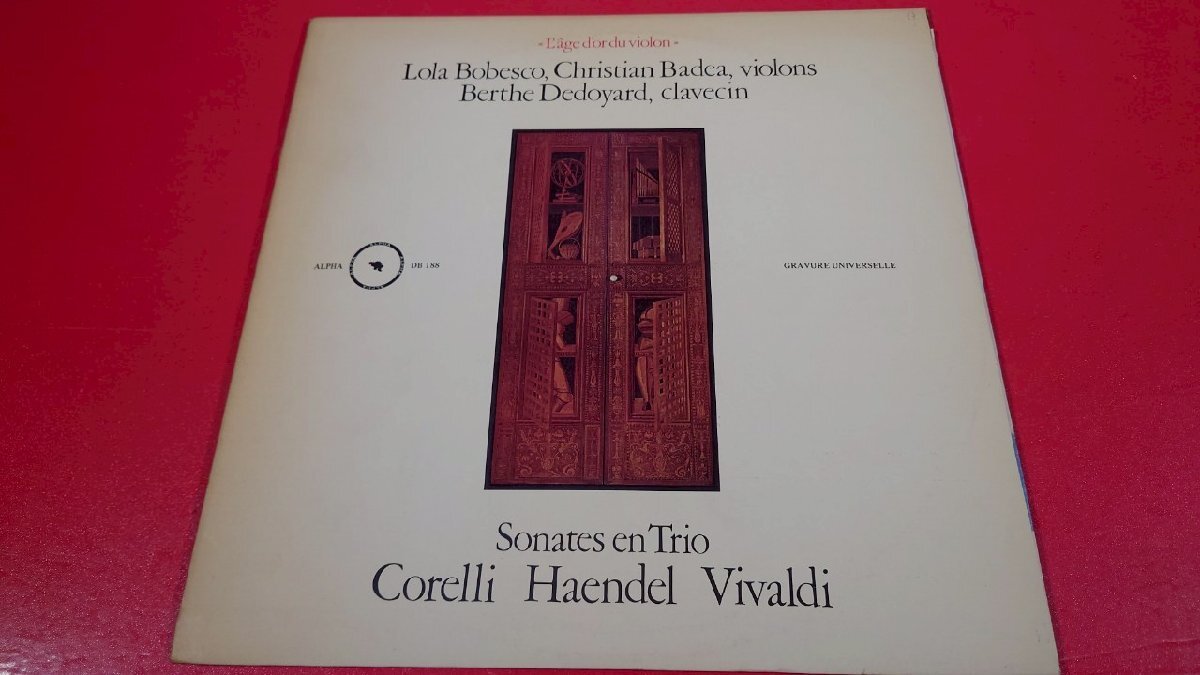 « L'âge d'or du violon »
Lola Bobesco, Christian Badea, violons
Berthe Dedoyard, clavecin
ALPHA DB 188
GRAVURE UNIVERSELLE
Sonates en Trio
Corelli Haendel Vivaldi